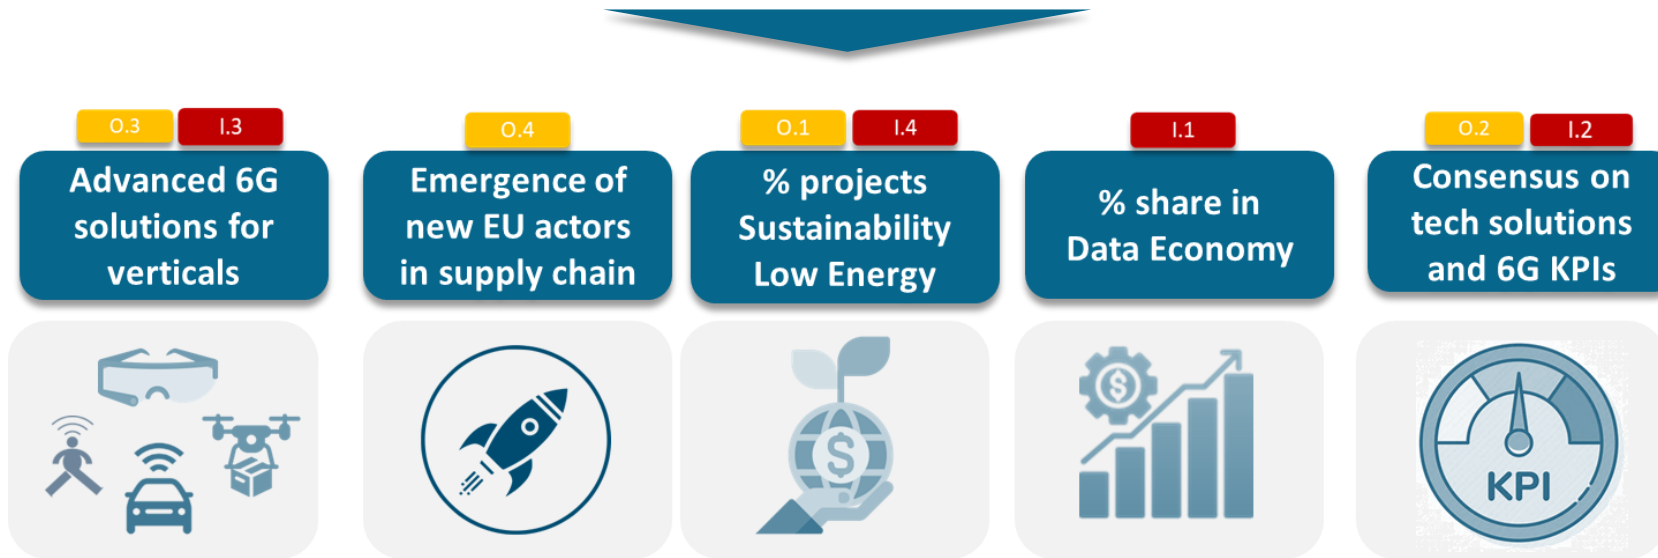 O.3 I.3
Advanced 6G
solutions for
verticals
O.4
Emergence of
new EU actors
in supply chain
O.1 I.4
% projects
Sustainability
Low Energy
$
I.1
% share in
Data Economy
$
O.2 I.2
Consensus on
tech solutions
and 6G KPIs
KPI